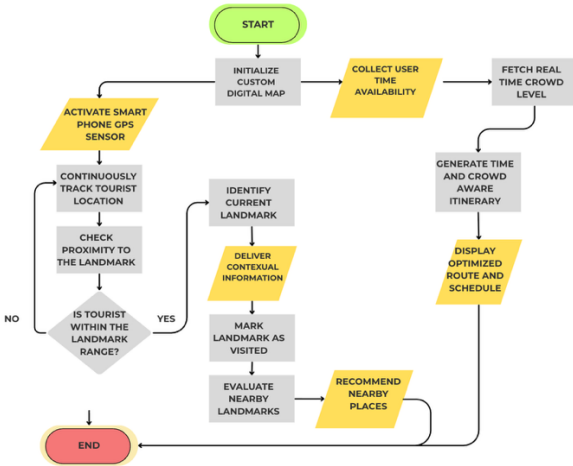 START
INITIALIZE
CUSTOM
DIGITAL MAP
COLLECT USER
TIME
AVAILABILITY
FETCH REAL
TIME CROWD
LEVEL
ACTIVATE SMART
PHONE GPS
SENSOR
GENERATE TIME
AND CROWD
AWARE
ITINERARY
CONTINUOUSLY
TRACK TOURIST
LOCATION
IDENTIFY
CURRENT
LANDMARK
CHECK
PROXIMITY TO
THE LANDMARK
DELIVER
CONTEXUAL
INFORMATION
DISPLAY
OPTIMIZED
ROUTE AND
SCHEDULE
NO
IS TOURIST
WITHIN THE
LANDMARK
RANGE?
YES
MARK
LANDMARK AS
VISITED
EVALUATE
NEARBY
LANDMARKS
RECOMMEND
NEARBY
PLACES
END